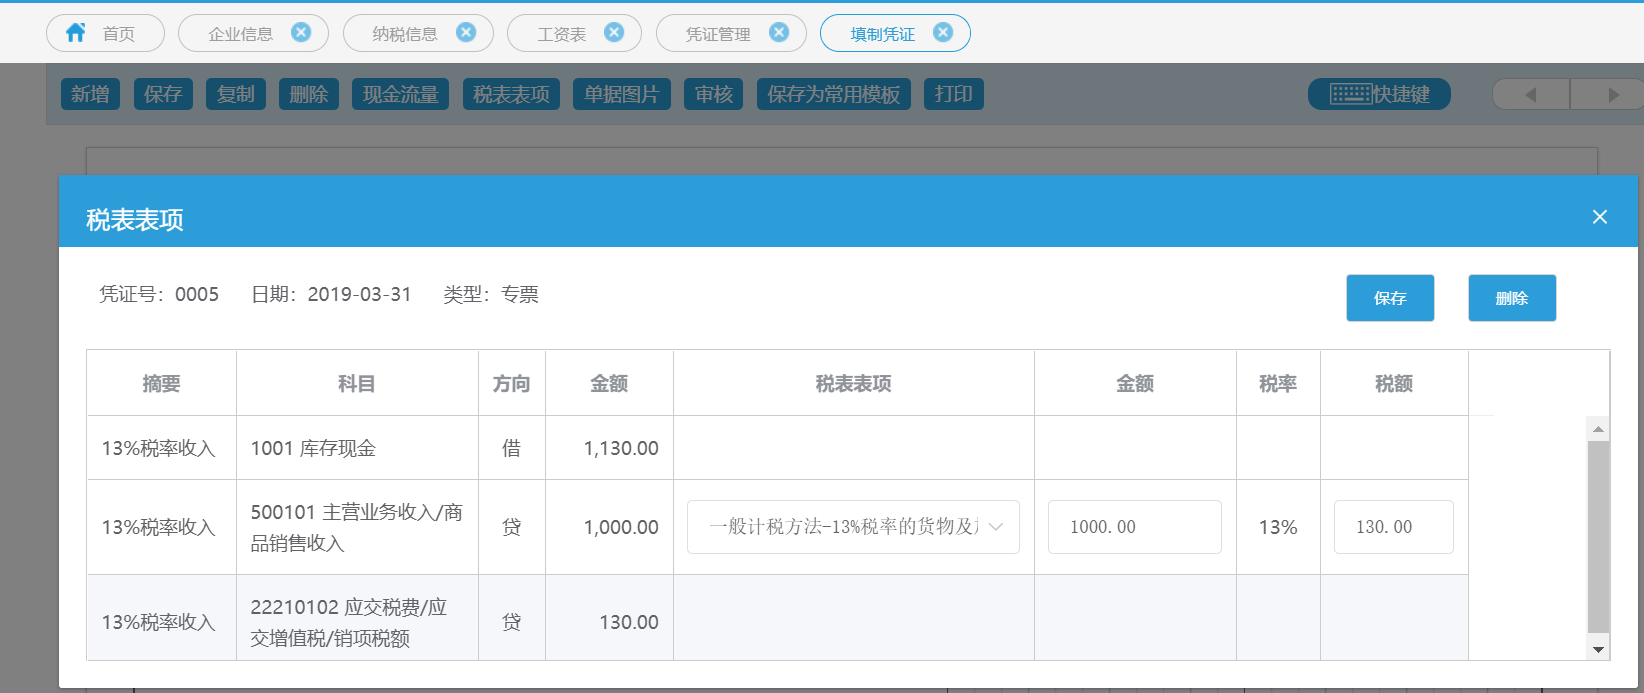 首页 企业信息 纳税信息 工资表 凭证管理 填制凭证
新增 保存 复制 删除 现金流量 税表表项 单据图片 审核 保存为常用模板 打印 快捷键
税表表项
凭证号：0005 日期：2019-03-31 类型：专票 保存 删除
摘要 科目 方向 金额 税表表项 金额 税率 税额
13%税率收入 1001 库存现金 借 1,130.00
500101 主营业务收入/商
13%税率收入 贷 1,000.00 一般计税方法-13%税率的货物及 1000.00 13% 130.00
品销售收入
22210102 应交税费/应
13%税率收入 贷 130.00
交增值税/销项税额